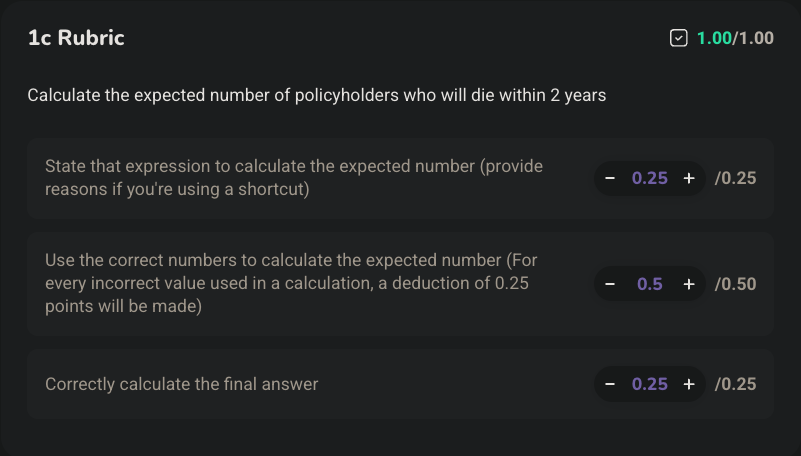 1c Rubric
1.00/1.00
Calculate the expected number of policyholders who will die within 2 years
State that expression to calculate the expected number (provide
reasons if you're using a shortcut)
− 0.25 + /0.25
Use the correct numbers to calculate the expected number (For
every incorrect value used in a calculation, a deduction of 0.25
points will be made)
− 0.5 + /0.50
Correctly calculate the final answer
− 0.25 + /0.25